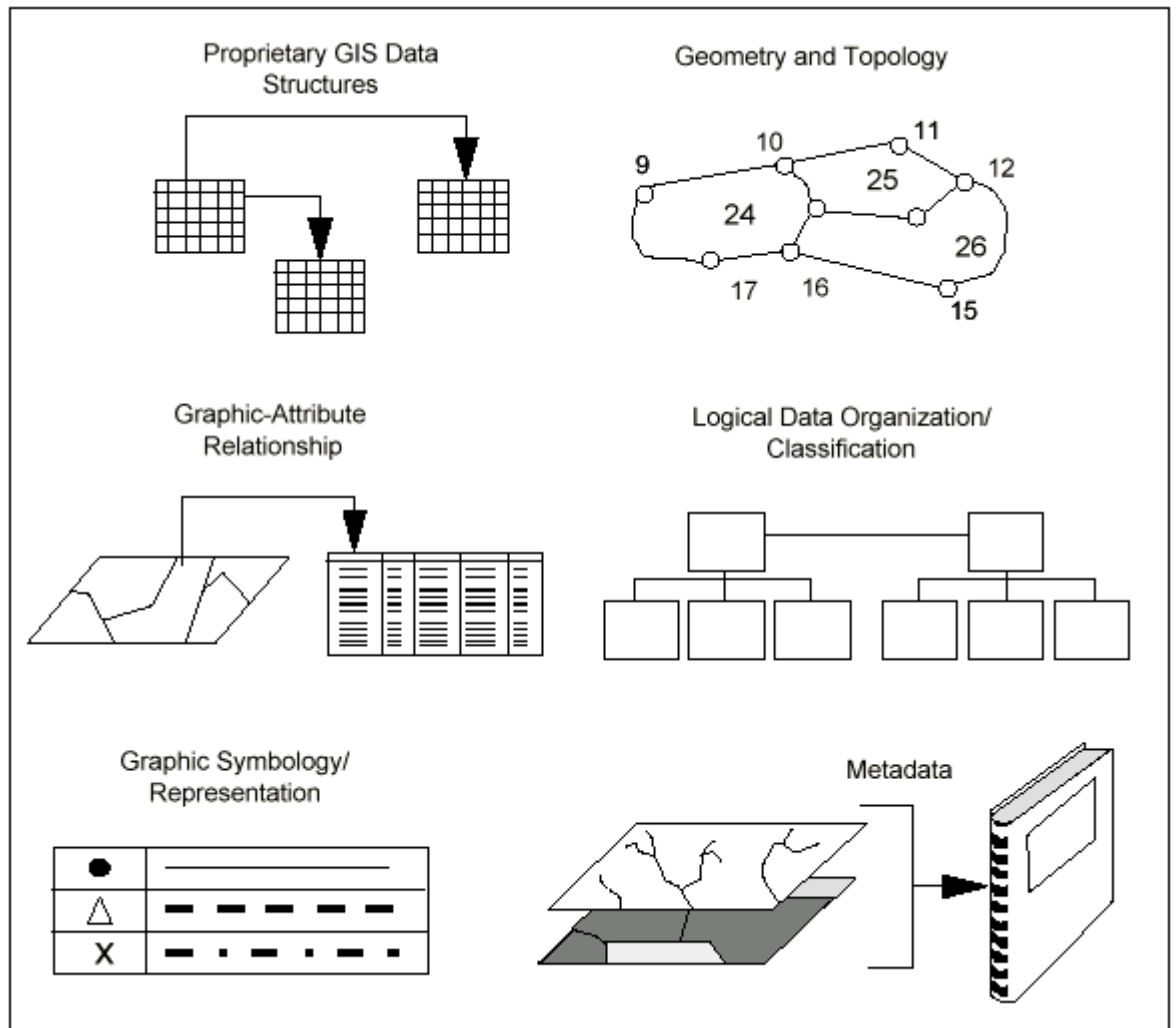 Proprietary GIS Data
Structures
Geometry and Topology
9
10
11
12
25
24
26
17
16
15
Graphic-Attribute
Relationship
Logical Data Organization/
Classification
Graphic Symbology/
Representation
X
Metadata